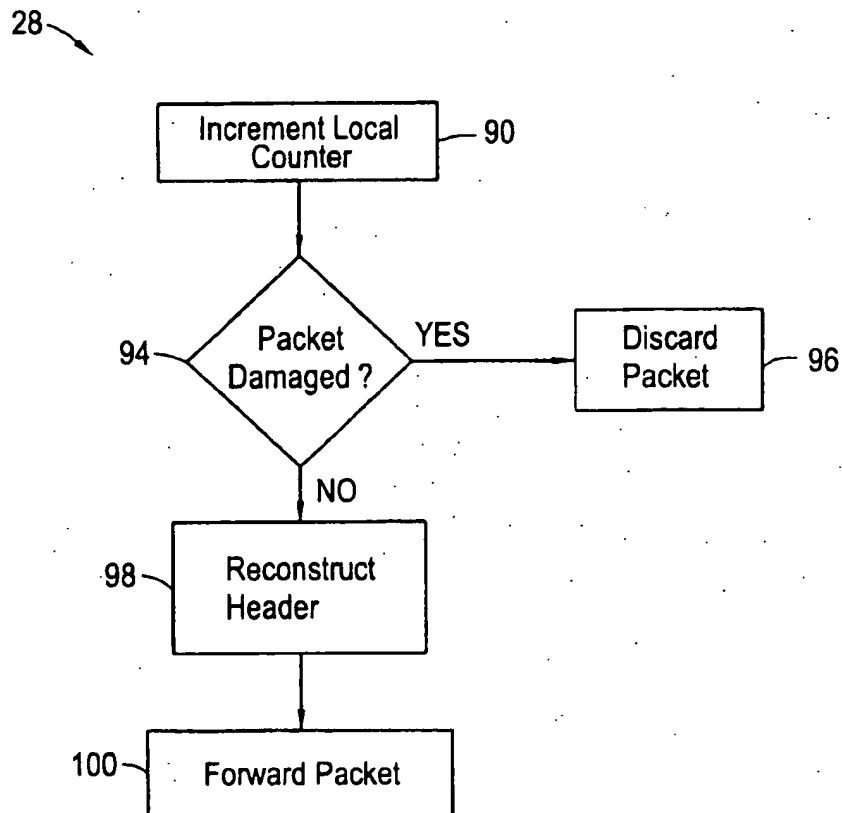 28
Increment Local
Counter
90
94
Packet
Damaged ?
YES
Discard
Packet
96
NO
98
Reconstruct
Header
100
Forward Packet